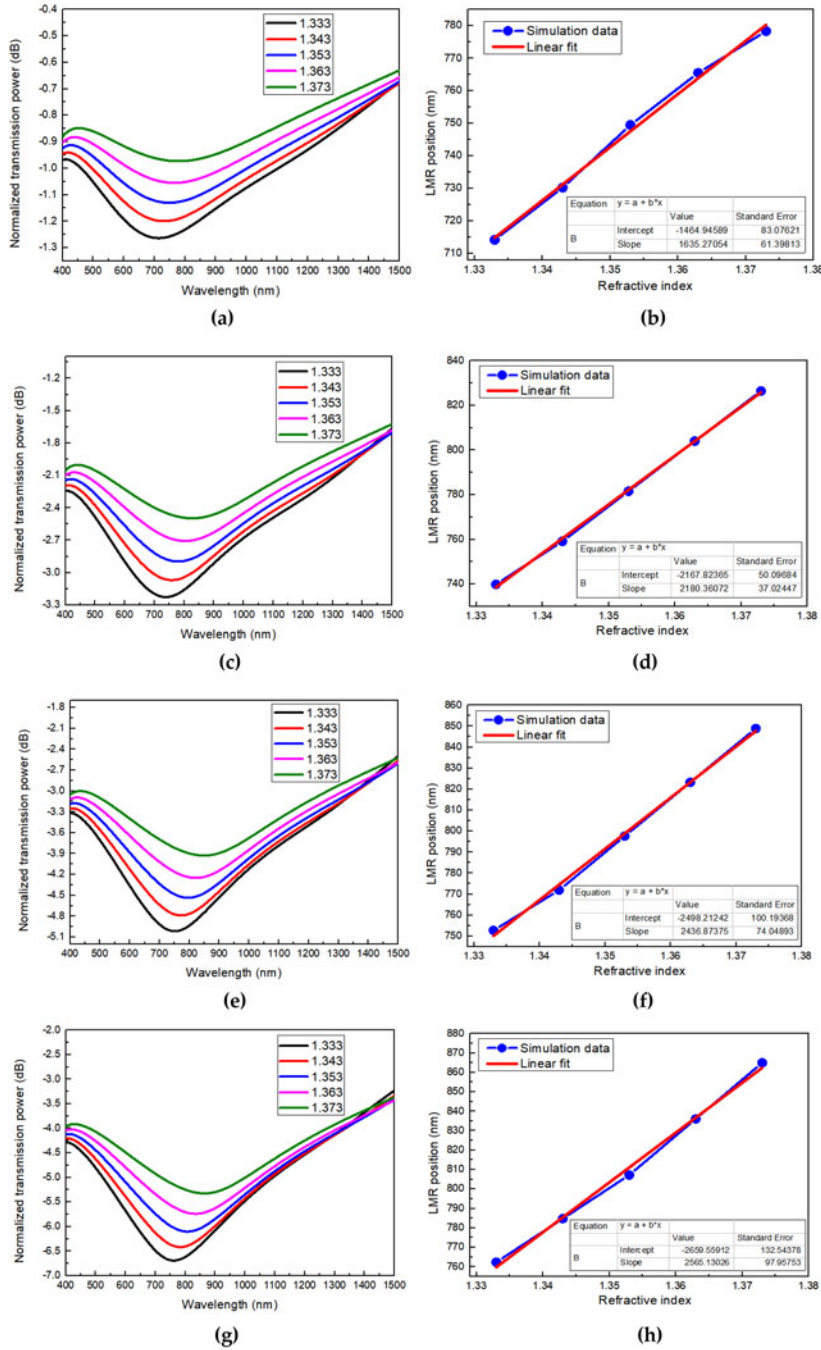 Normalized transmission power (dB)
-0.6
-0.7
-0.8
-0.9
-1.0
-1.1
-1.2
-1.3
1.333
1.343
1.353
1.363
1.373
400 500 600 700 800 900 1000 1100 1200 1300 1400 1500
Wavelength (nm)
(a)
LMR position (nm)
780
770
760
750
740
730
720
710
Simulation data
Linear fit
Equation y = a + b*x
Value Standard Error
B Intercept -1464.94589 83.07621
Slope 1635.27054 61.39813
1.33 1.34 1.35 1.36 1.37 1.38
Refractive index
(b)
Normalized transmission power (dB)
-1.2
-1.5
-1.8
-2.1
-2.4
-2.7
-3.0
-3.3
1.333
1.343
1.353
1.363
1.373
400 500 600 700 800 900 1000 1100 1200 1300 1400 1500
Wavelength (nm)
(c)
LMR position (nm)
840
820
800
780
760
740
Simulation data
Linear fit
Equation y = a + b*x
Value Standard Error
B Intercept -2167.82365 50.09684
Slope 2180.36072 37.02447
1.33 1.34 1.35 1.36 1.37 1.38
Refractive index
(d)
Normalized transmission power (dB)
-1.8
-2.1
-2.4
-2.7
-3.0
-3.3
-3.6
-3.9
-4.2
-4.5
-4.8
-5.1
1.333
1.343
1.353
1.363
1.373
400 500 600 700 800 900 1000 1100 1200 1300 1400 1500
Wavelength (nm)
(e)
LMR position (nm)
860
850
840
830
820
810
800
790
780
770
760
750
Simulation data
Linear fit
Equation y = a + b*x
Value Standard Error
B Intercept -2498.21242 100.19368
Slope 2436.87375 74.04893
1.33 1.34 1.35 1.36 1.37 1.38
Refractive index
(f)
Normalized transmission power (dB)
-2.0
-2.5
-3.0
-3.5
-4.0
-4.5
-5.0
-5.5
-6.0
-6.5
-7.0
1.333
1.343
1.353
1.363
1.373
400 500 600 700 800 900 1000 1100 1200 1300 1400 1500
Wavelength (nm)
(g)
LMR position (nm)
880
870
860
850
840
830
820
810
800
790
780
770
760
Simulation data
Linear fit
Equation y = a + b*x
Value Standard Error
B Intercept -2659.55912 132.54378
Slope 2565.13026 97.95753
1.33 1.34 1.35 1.36 1.37 1.38
Refractive index
(h)